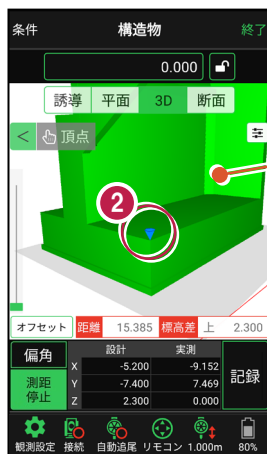 条件 構造物 終了
0.000
誘導 平面 3D 断面
< 頂点
2
オフセット 距離 15.385 標高差 上 2.300
偏角 設計 実測
X -5.200 -9.152
測距停止 Y -7.400 7.469 記録
Z 2.300 0.000
観測設定 接続 自動追尾 リモコン 1.000m 80%